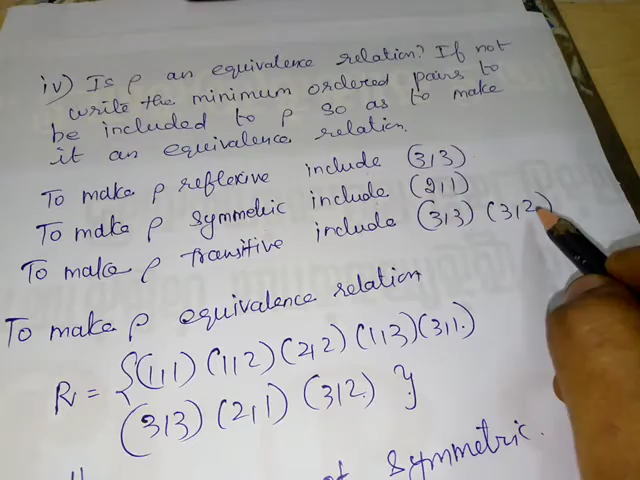 iv) Is ρ an equivalence relation? If not
write the minimum ordered pairs to
be included to ρ so as to make
it an equivalence relation.
To make ρ reflexive include (3,3)
To make ρ symmetric include (2,1)
To make ρ transitive include (3,3) (3,2)
To make ρ equivalence relation
R = {(1,1) (1,2) (2,2) (1,3) (3,1)
(3,3) (2,1) (3,2) }
symmetric.